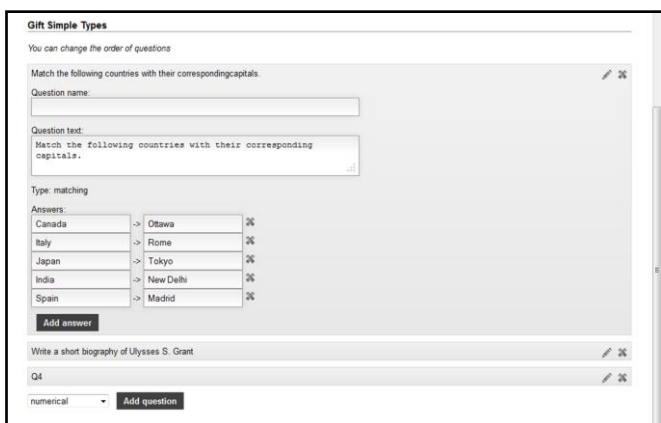 Gift Simple Types
You can change the order of questions
Match the following countries with their correspondingcapitals.
Question name:
Question text:
Match the following countries with their corresponding
capitals.
Type: matching
Answers:
Canada -> Ottawa
Italy -> Rome
Japan -> Tokyo
India -> New Delhi
Spain -> Madrid
Add answer
Write a short biography of Ulysses S. Grant
Q4
numerical Add question